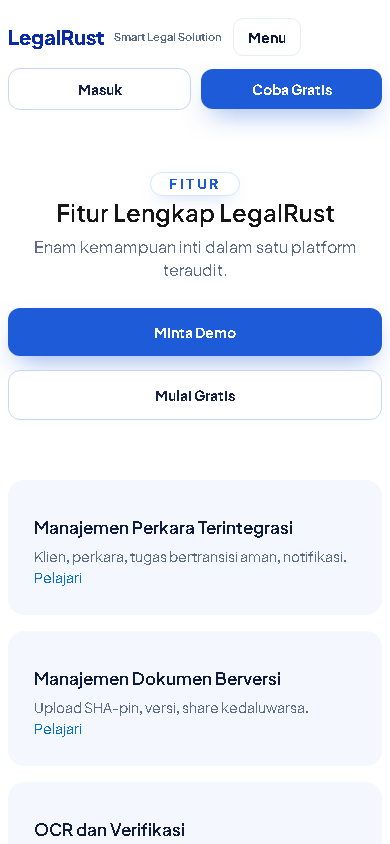 LegalRust Smart Legal Solution Menu
Masuk Coba Gratis
FITUR
Fitur Lengkap LegalRust
Enam kemampuan inti dalam satu platform
teraudit.
Minta Demo
Mulai Gratis
Manajemen Perkara Terintegrasi
Klien, perkara, tugas bertransisi aman, notifikasi.
Pelajari
Manajemen Dokumen Berversi
Upload SHA-pin, versi, share kedaluwarsa.
Pelajari
OCR dan Verifikasi